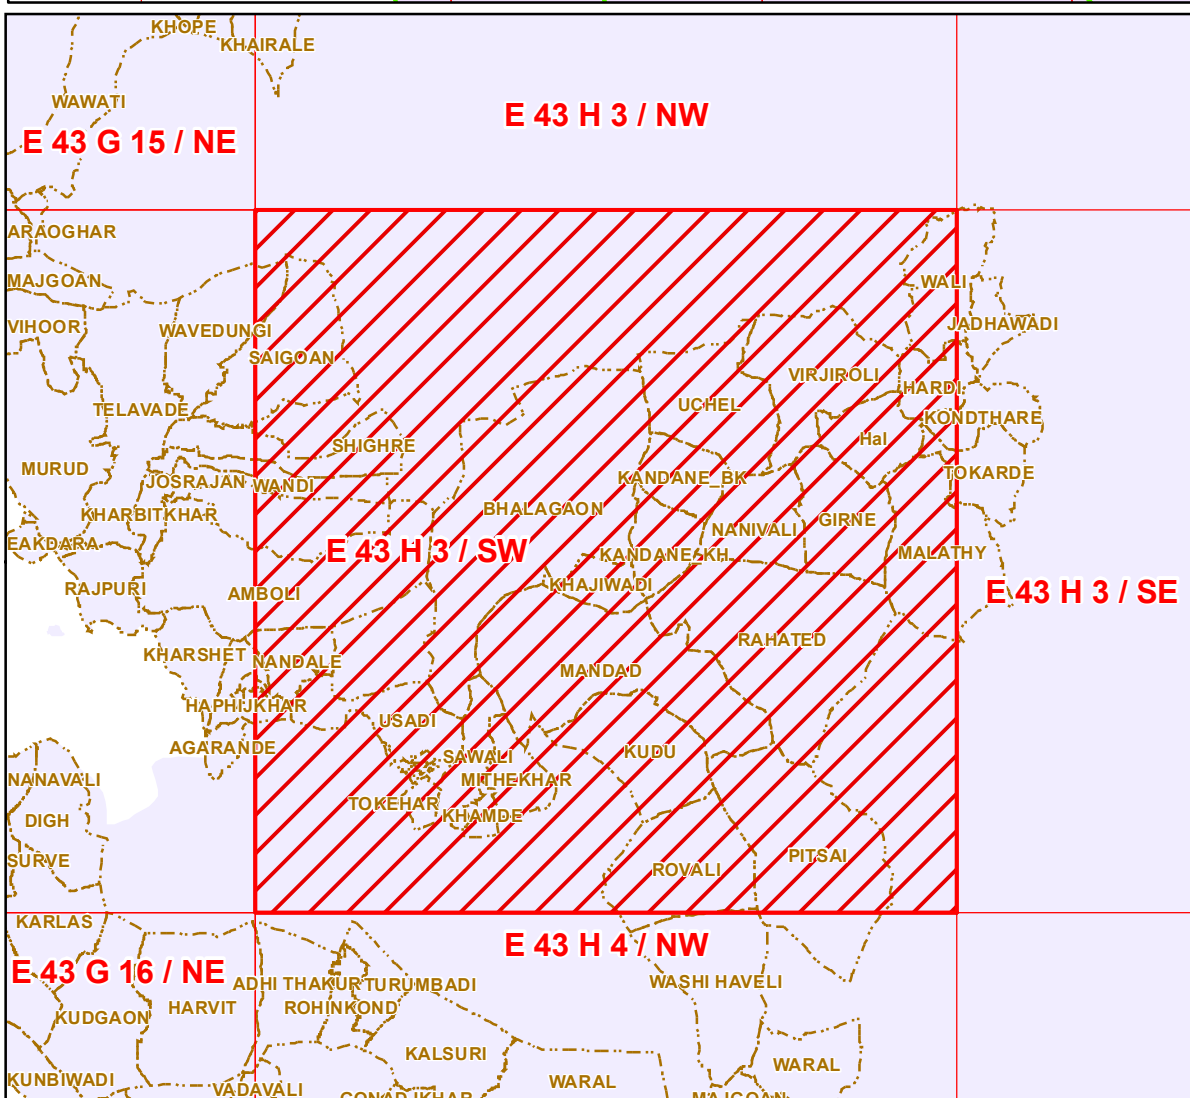 KHOPE
KHAIRALE
WAWATI
E 43 H 3 / NW
E 43 G 15 / NE
ARAOGHAR
MAJGOAN
WALI
VIHOOR
WAVEDUNGI
JADHAWADI
SAIGOAN
VIRJIROLI
HARDI
UCHEL
TELAVADE
KONDTHARE
HaI
SHIGHRE
MURUD
TOKARDE
JOSRAJAN
WANDI
KANDANE_BK
BHALAGAON
KHARBITKHAR
GIRNE
NANIVALI
EAKDARA
E 43 H 3 / SW
KANDANE_KH
MALATHY
RAJPURI
AMBOLI
KHAJIWADI
E 43 H 3 / SE
RAHATED
KHARSHET
NANDALE
MANDAD
HAPHIJKHAR
USADI
AGARANDE
KUDU
SAWALI
NANAVALI
MITHEKHAR
TOKEHAR
KHAMDE
DIGH
SURVE
PITSAI
ROVALI
KARLAS
E 43 H 4 / NW
E 43 G 16 / NE
ADHI THAKUR
TURUMBADI
WASHI HAVELI
HARVIT
ROHINKOND
KUDGAON
KALSURI
WARAL
KUNBIWADI
WARAL
VADAVALI
MAJGOAN